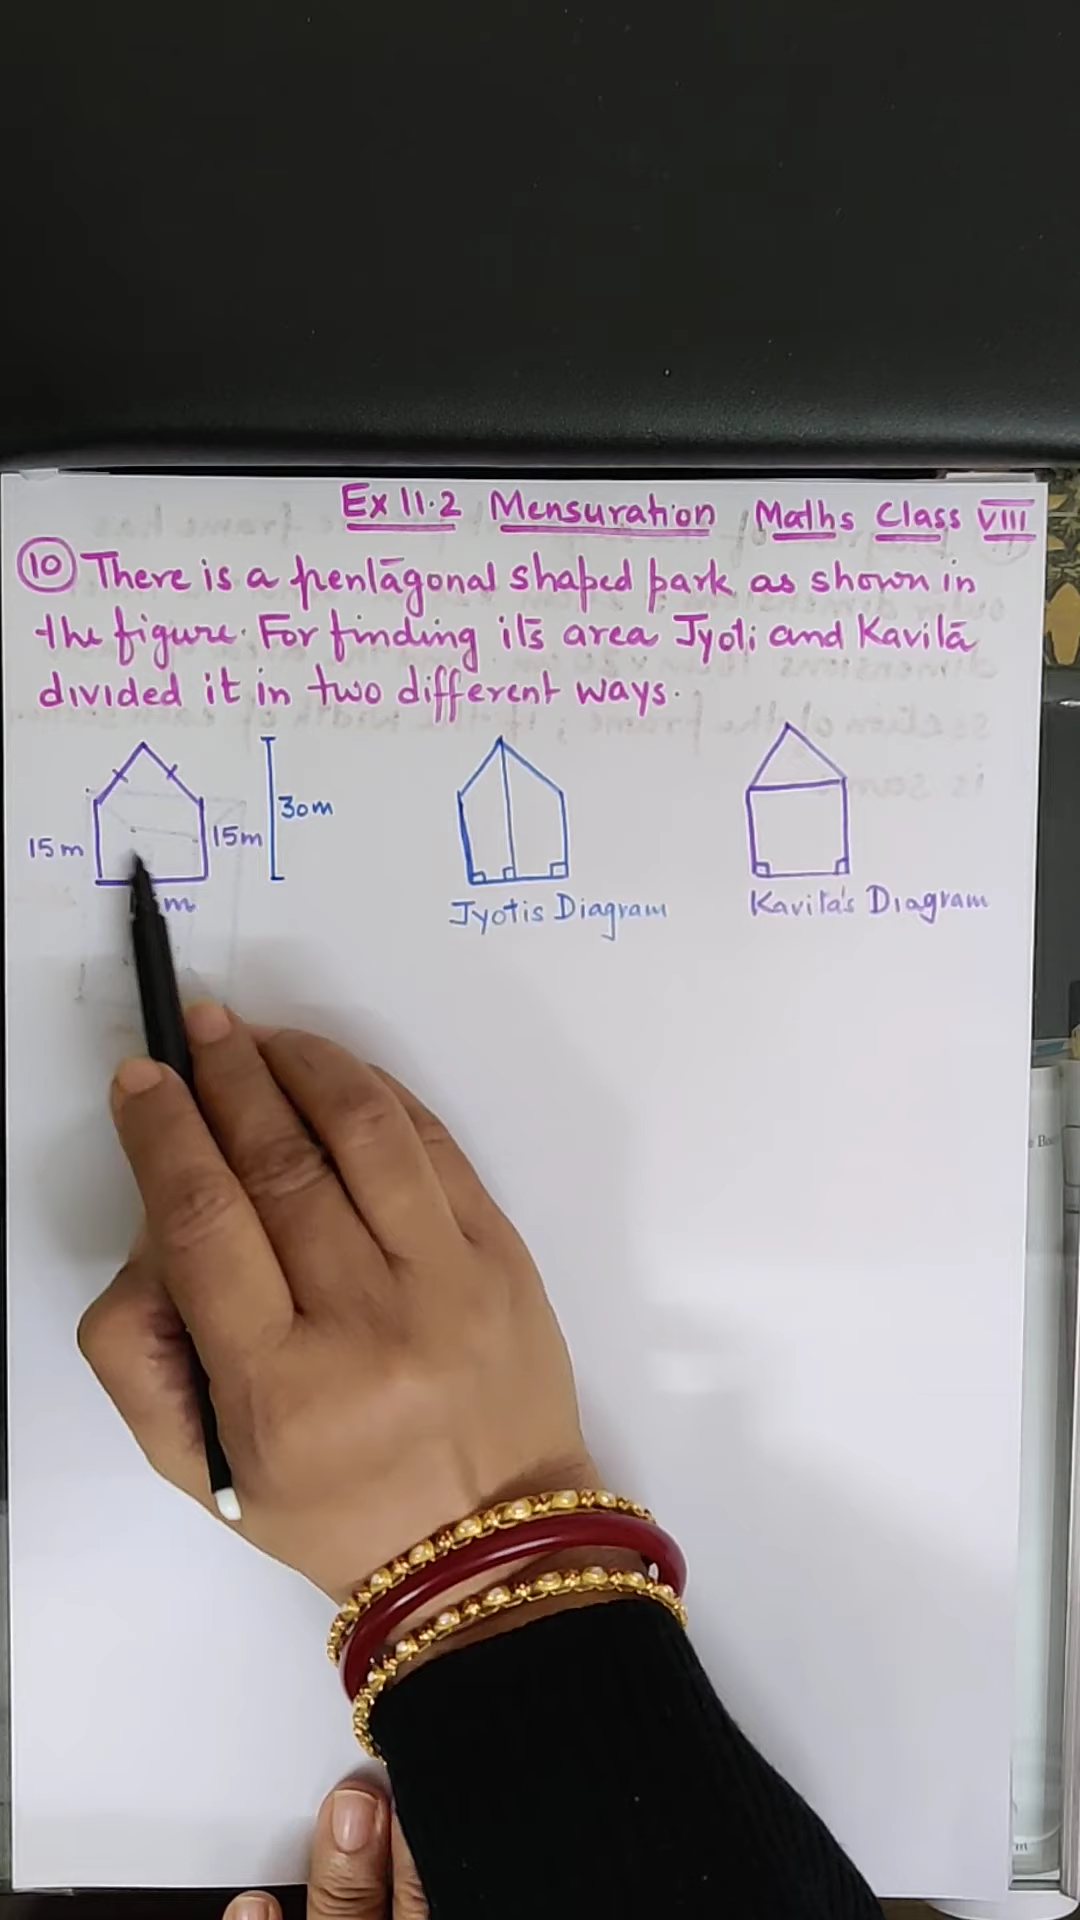 Ex 11.2 Mensuration Maths Class VIII
10 There is a pentagonal shaped park as shown in
the figure. For finding its area Jyoti and Kavita
divided it in two different ways.
30m
15m
15m
m
Jyotis Diagram
Kavita's Diagram